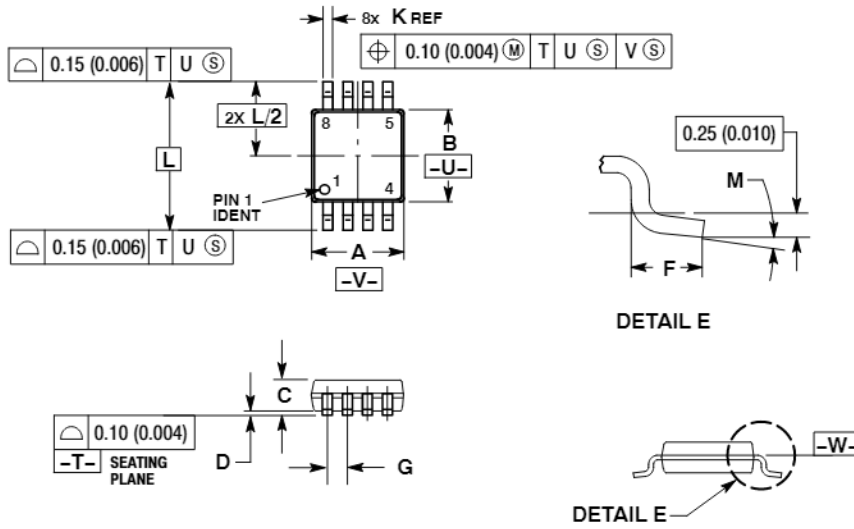 8x K REF
⌓ 0.15 (0.006) T U Ⓢ
⌖ 0.10 (0.004) Ⓜ T U Ⓢ V Ⓢ
2X L/2
L
8 5
B
-U-
1 4
PIN 1
IDENT
⌓ 0.15 (0.006) T U Ⓢ
A
-V-
0.25 (0.010)
M
F
DETAIL E
C
⌓ 0.10 (0.004)
-T- SEATING
PLANE
D
G
-W-
DETAIL E